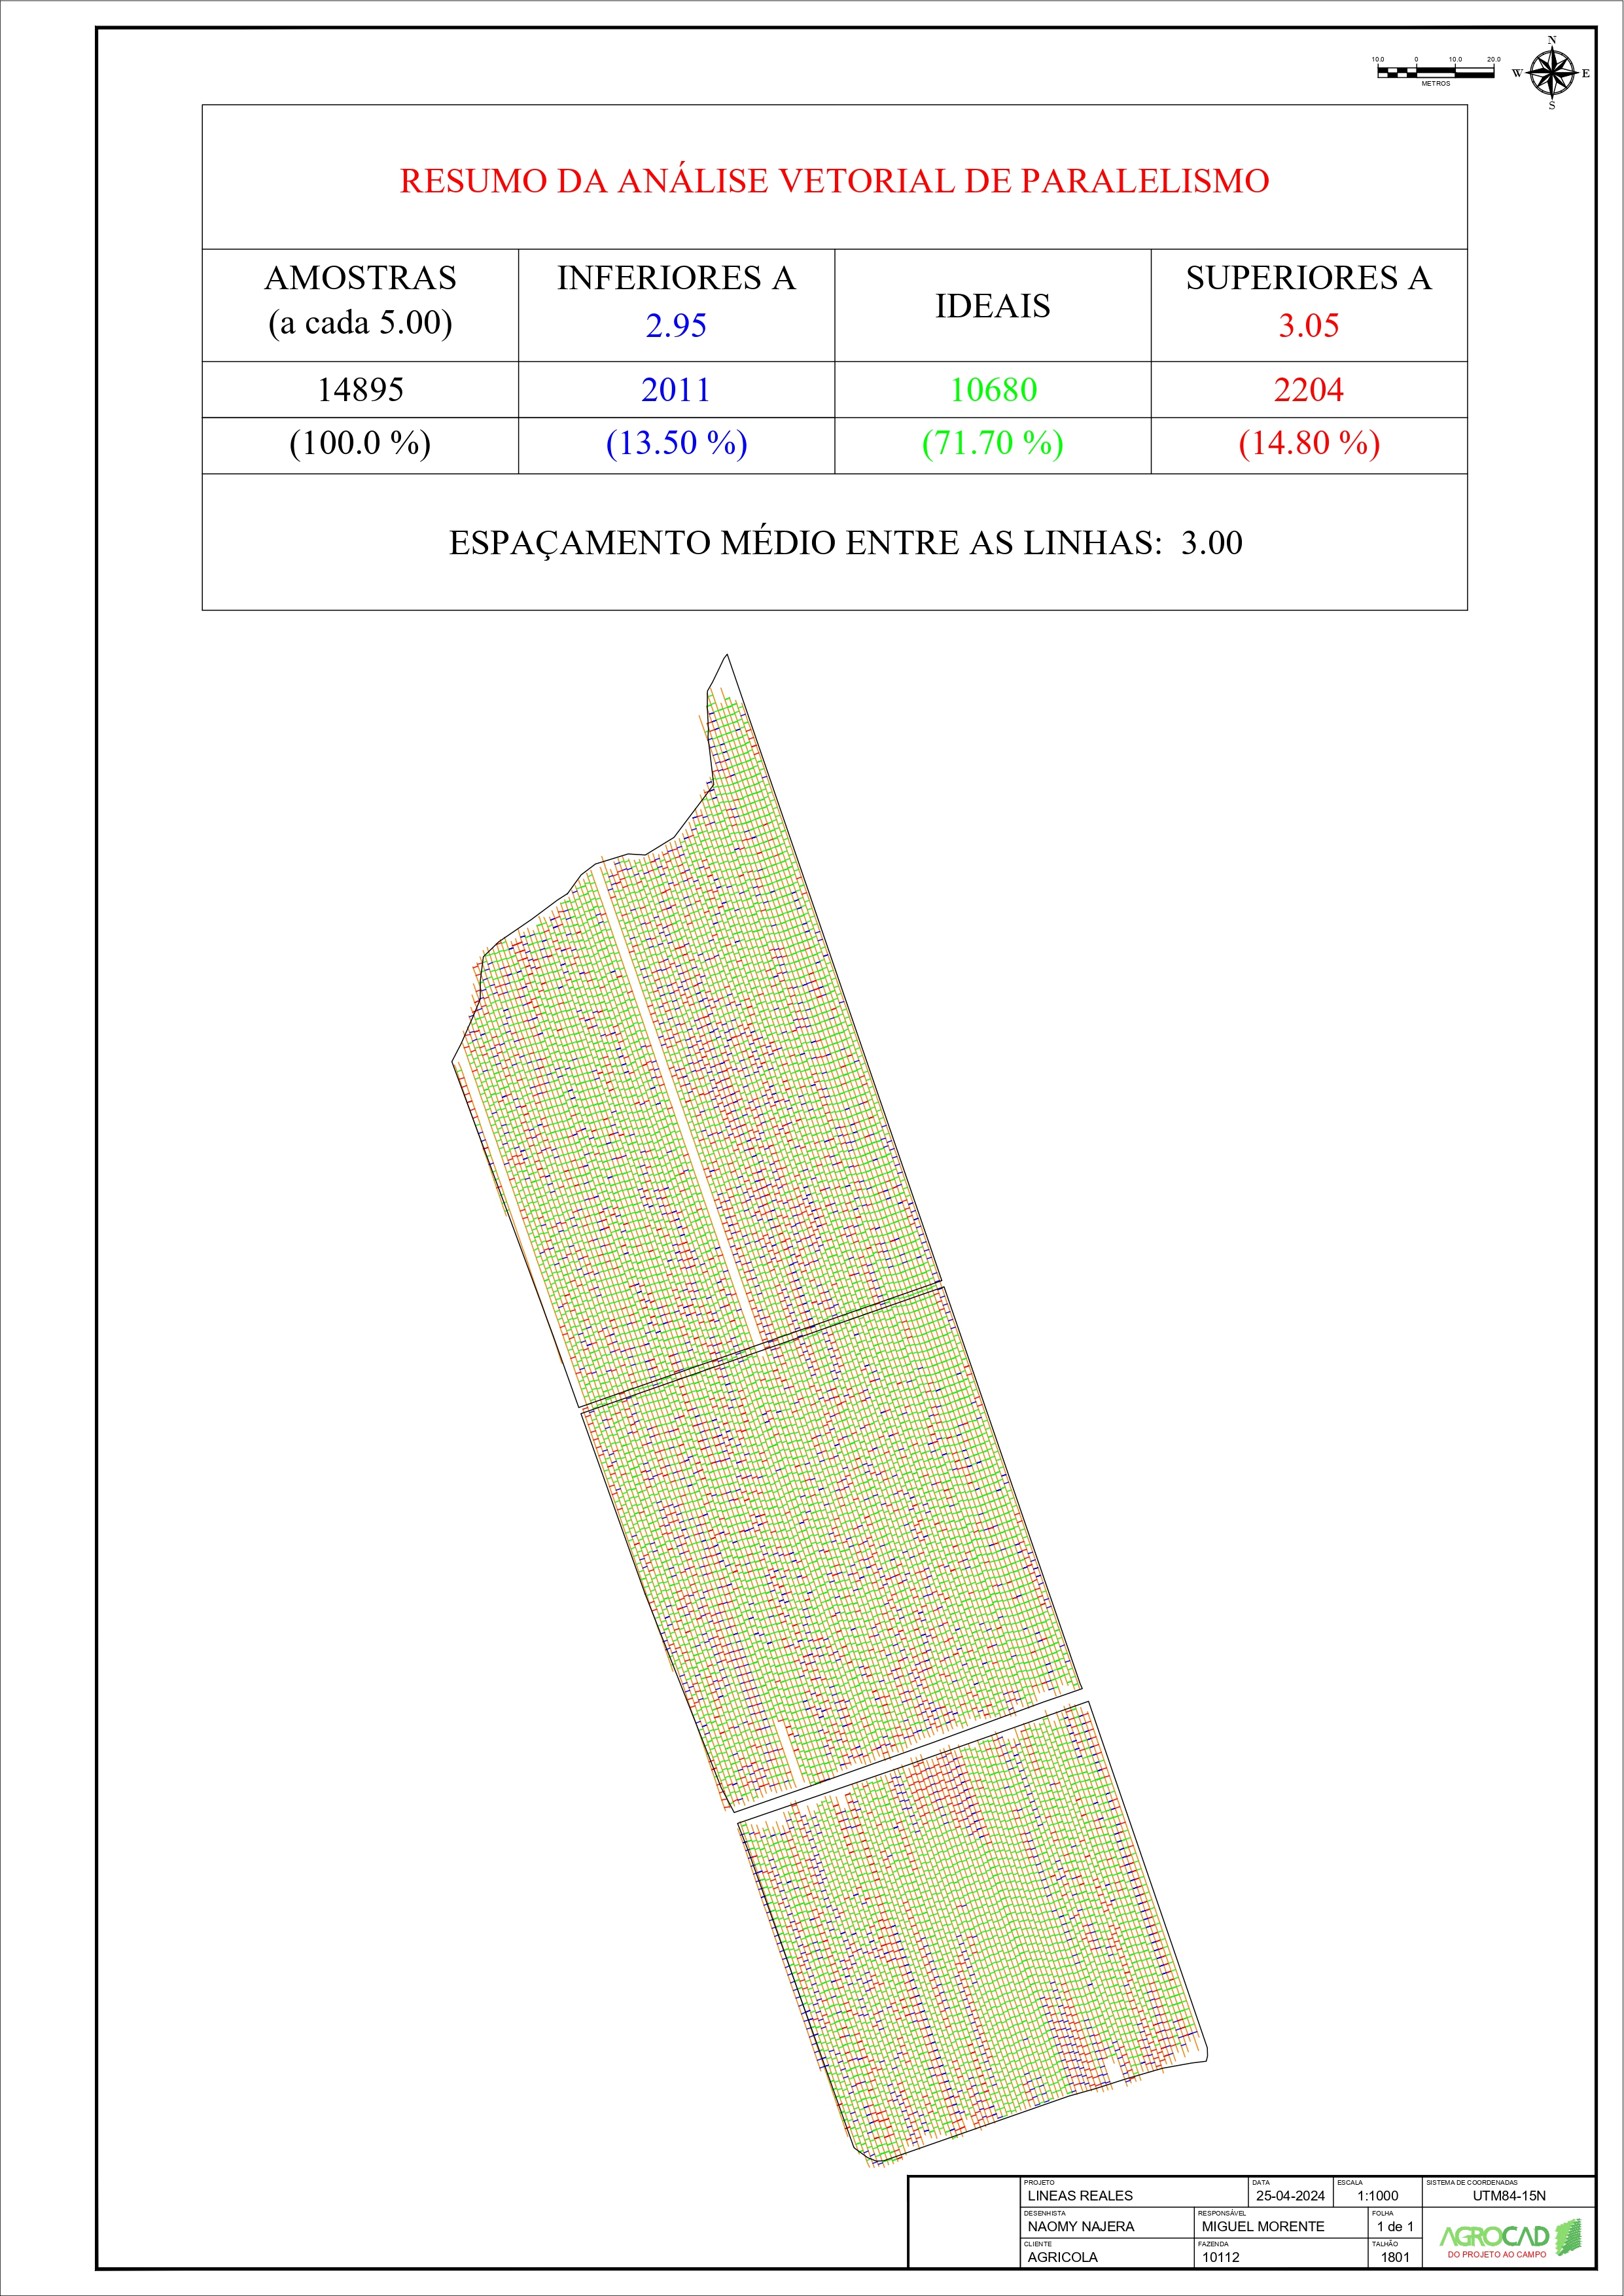 N
10.0 0 10.0 20.0
W E
METROS
S
RESUMO DA ANÁLISE VETORIAL DE PARALELISMO
AMOSTRAS
(a cada 5.00)
INFERIORES A
2.95
IDEAIS
SUPERIORES A
3.05
14895 2011 10680 2204
(100.0 %) (13.50 %) (71.70 %) (14.80 %)
ESPAÇAMENTO MÉDIO ENTRE AS LINHAS: 3.00
PROJETO DATA ESCALA SISTEMA DE COORDENADAS
LINEAS REALES 25-04-2024 1:1000 UTM84-15N
DESENHISTA RESPONSÁVEL FOLHA
NAOMY NAJERA MIGUEL MORENTE 1 de 1
CLIENTE FAZENDA TALHÃO
AGRICOLA 10112 1801
AGROCAD
DO PROJETO AO CAMPO